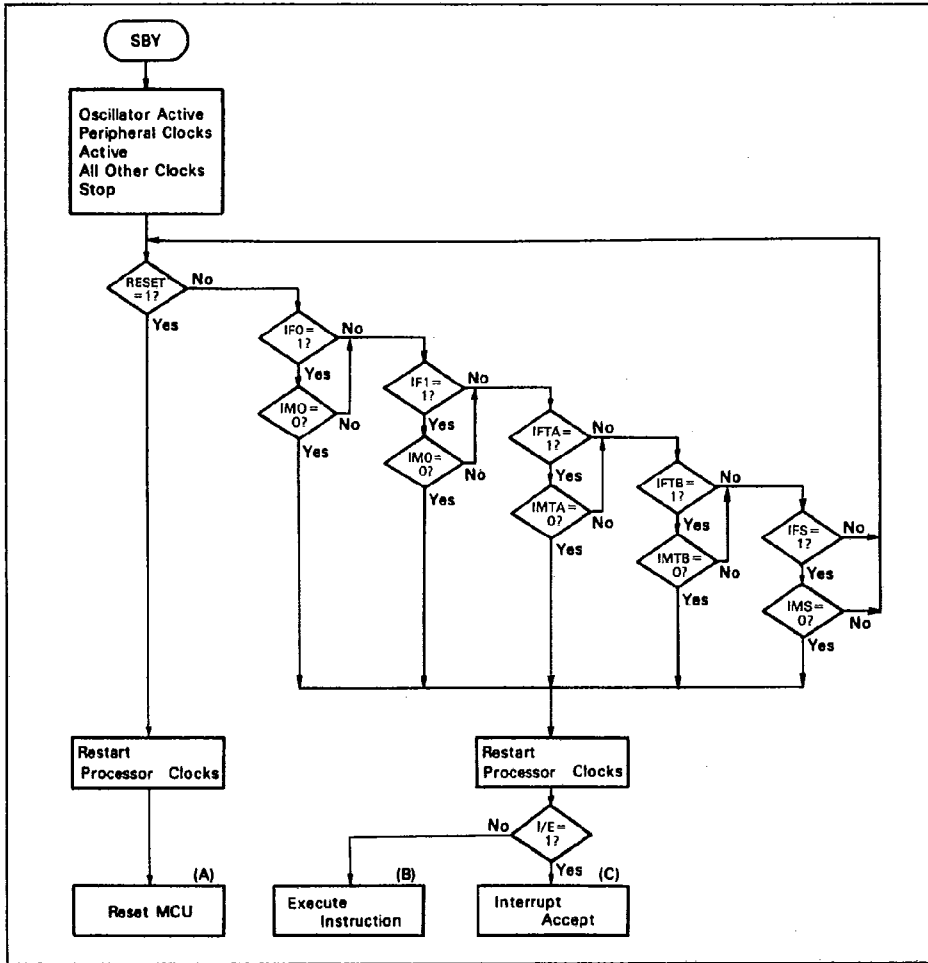 SBY
Oscillator Active
Peripheral Clocks
Active
All Other Clocks
Stop
RESET
=1?
No
Yes
IF0=
1?
No
Yes
IM0=
0?
No
Yes
IF1=
1?
No
Yes
IM0=
0?
No
Yes
IFTA=
1?
No
Yes
IMTA=
0?
No
Yes
IFTB=
1?
No
Yes
IMTB=
0?
No
Yes
IFS=
1?
No
Yes
IMS=
0?
No
Yes
Restart
Processor Clocks
Restart
Processor Clocks
I/E=
1?
No
Yes
(A)
Reset MCU
(B)
Execute
Instruction
(C)
Interrupt
Accept